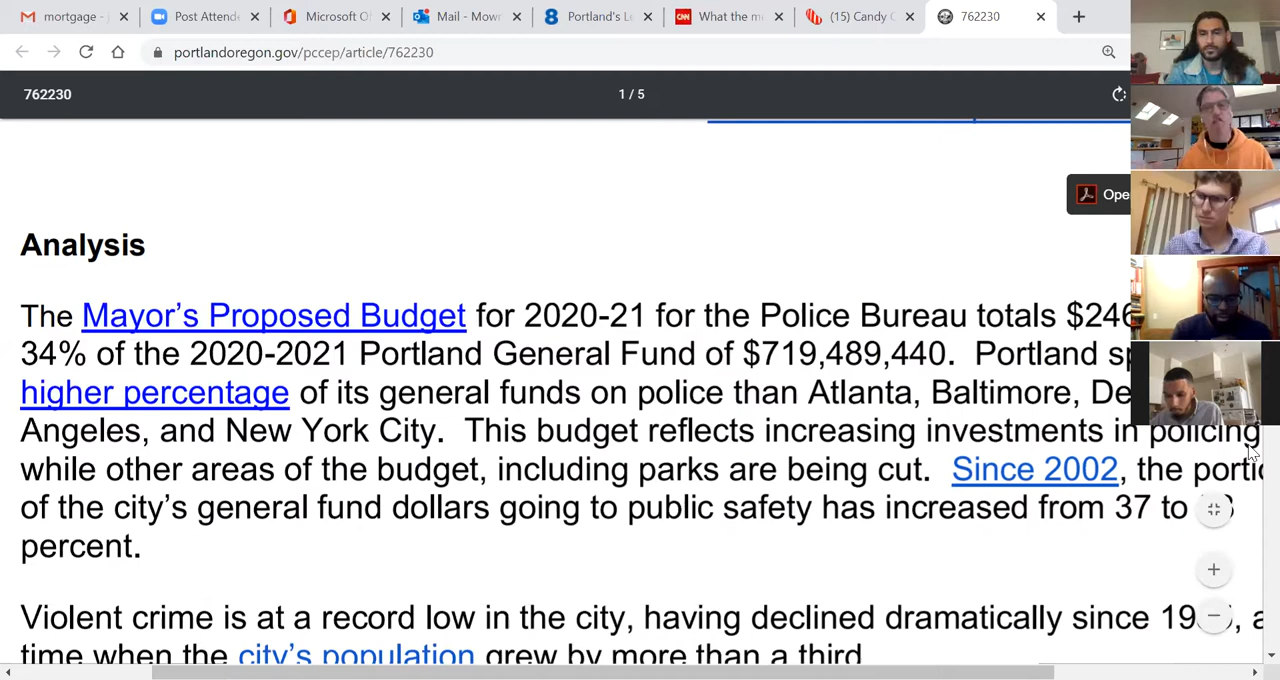 mortgage -
Post Attende
Microsoft O
Mail - Mow
Portland's L
CNN What the m
(15) Candy C
762230
portlandoregon.gov/pccep/article/762230
762230
1 / 5
Ope
Analysis
The Mayor's Proposed Budget for 2020-21 for the Police Bureau totals $246
34% of the 2020-2021 Portland General Fund of $719,489,440. Portland sp
higher percentage of its general funds on police than Atlanta, Baltimore, De
Angeles, and New York City. This budget reflects increasing investments in policing
while other areas of the budget, including parks are being cut. Since 2002, the portio
of the city's general fund dollars going to public safety has increased from 37 to
percent.
Violent crime is at a record low in the city, having declined dramatically since
time when the city's population grew by more than a third